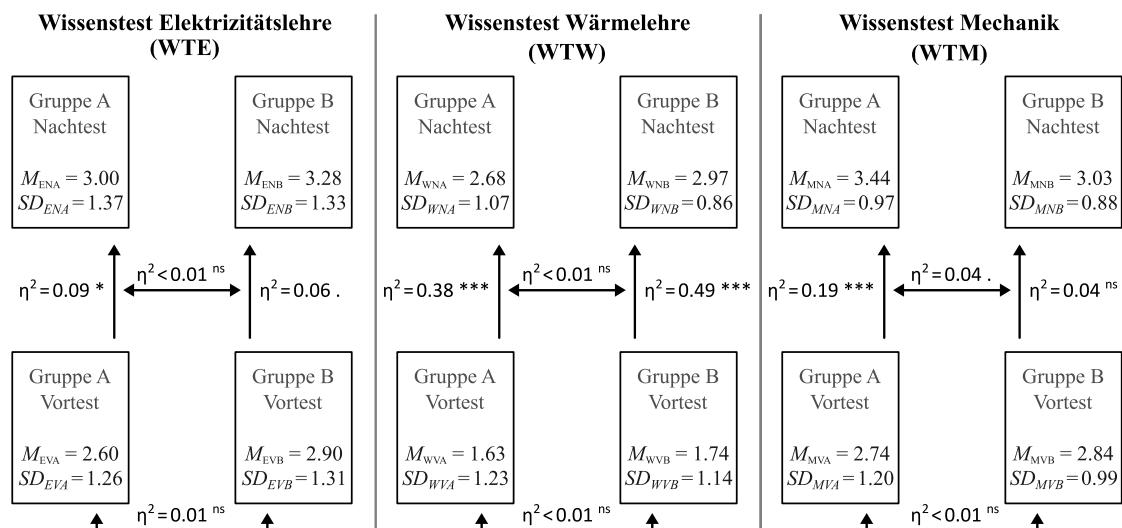 Wissenstest Elektrizitätslehre
(WTE)
Gruppe A
Nachtest
M_ENA = 3.00
SD_ENA = 1.37
Gruppe B
Nachtest
M_ENB = 3.28
SD_ENB = 1.33
η² = 0.09 *
η² < 0.01 ns
η² = 0.06 .
Gruppe A
Vortest
M_EVA = 2.60
SD_EVA = 1.26
Gruppe B
Vortest
M_EVB = 2.90
SD_EVB = 1.31
η² = 0.01 ns
Wissenstest Wärmelehre
(WTW)
Gruppe A
Nachtest
M_WNA = 2.68
SD_WNA = 1.07
Gruppe B
Nachtest
M_WNB = 2.97
SD_WNB = 0.86
η² = 0.38 ***
η² < 0.01 ns
η² = 0.49 ***
Gruppe A
Vortest
M_WVA = 1.63
SD_WVA = 1.23
Gruppe B
Vortest
M_WVB = 1.74
SD_WVB = 1.14
η² < 0.01 ns
Wissenstest Mechanik
(WTM)
Gruppe A
Nachtest
M_MNA = 3.44
SD_MNA = 0.97
Gruppe B
Nachtest
M_MNB = 3.03
SD_MNB = 0.88
η² = 0.19 ***
η² = 0.04 .
η² = 0.04 ns
Gruppe A
Vortest
M_MVA = 2.74
SD_MVA = 1.20
Gruppe B
Vortest
M_MVB = 2.84
SD_MVB = 0.99
η² < 0.01 ns